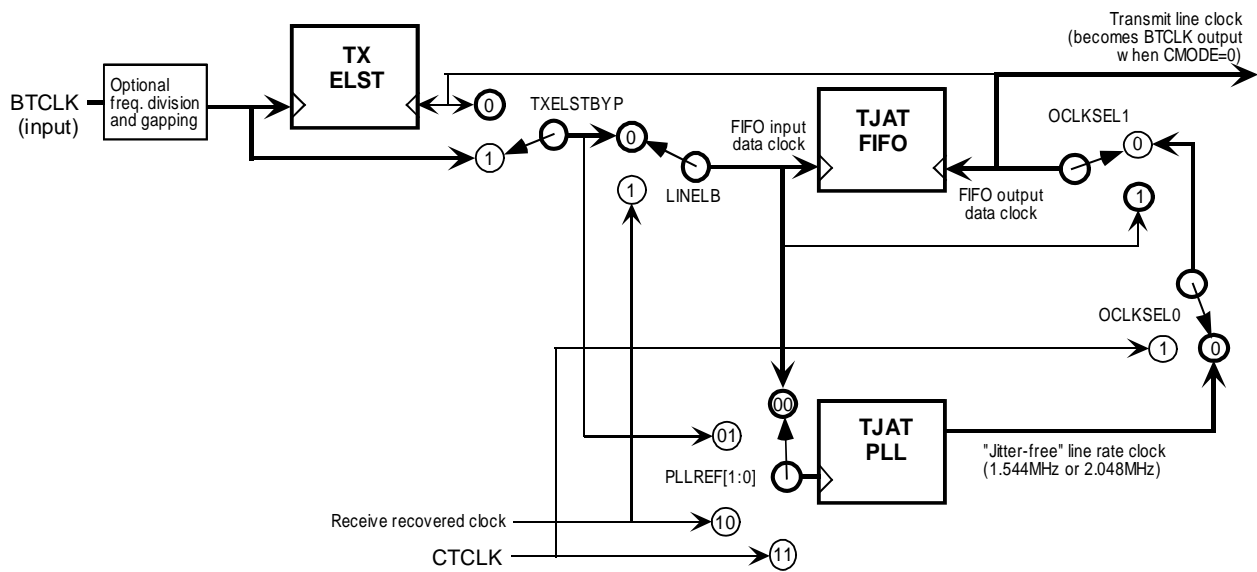 Transmit line clock
(becomes BTCLK output
when CMODE=0)
TX
ELST
Optional
freq. division
and gapping
BTCLK
(input)
0
TXELSTBYP
1
0
1
LINELB
FIFO input
data clock
TJAT
FIFO
FIFO output
data clock
OCLKSEL1
0
1
OCLKSEL0
1
0
00
01
PLLREF[1:0]
TJAT
PLL
"Jitter-free" line rate clock
(1.544MHz or 2.048MHz)
Receive recovered clock
10
CTCLK
11